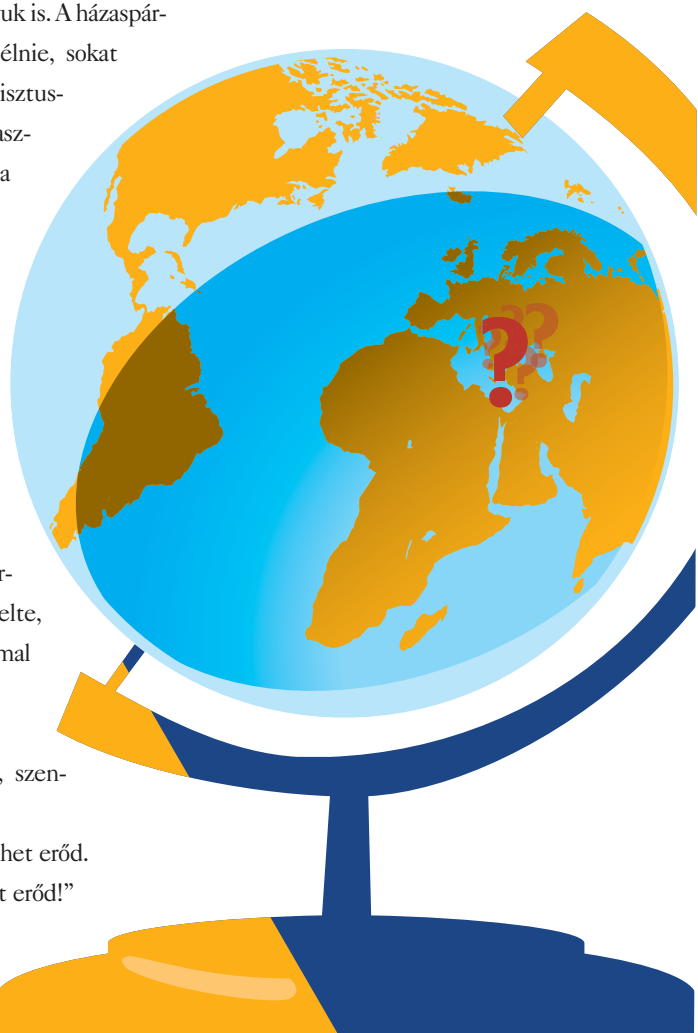 uk is. A házaspár-
élnie, sokat
isztus-
asz-
a
r-
elte,
mal
, szen-
het erőd.
t erőd!”
? ? ? ?